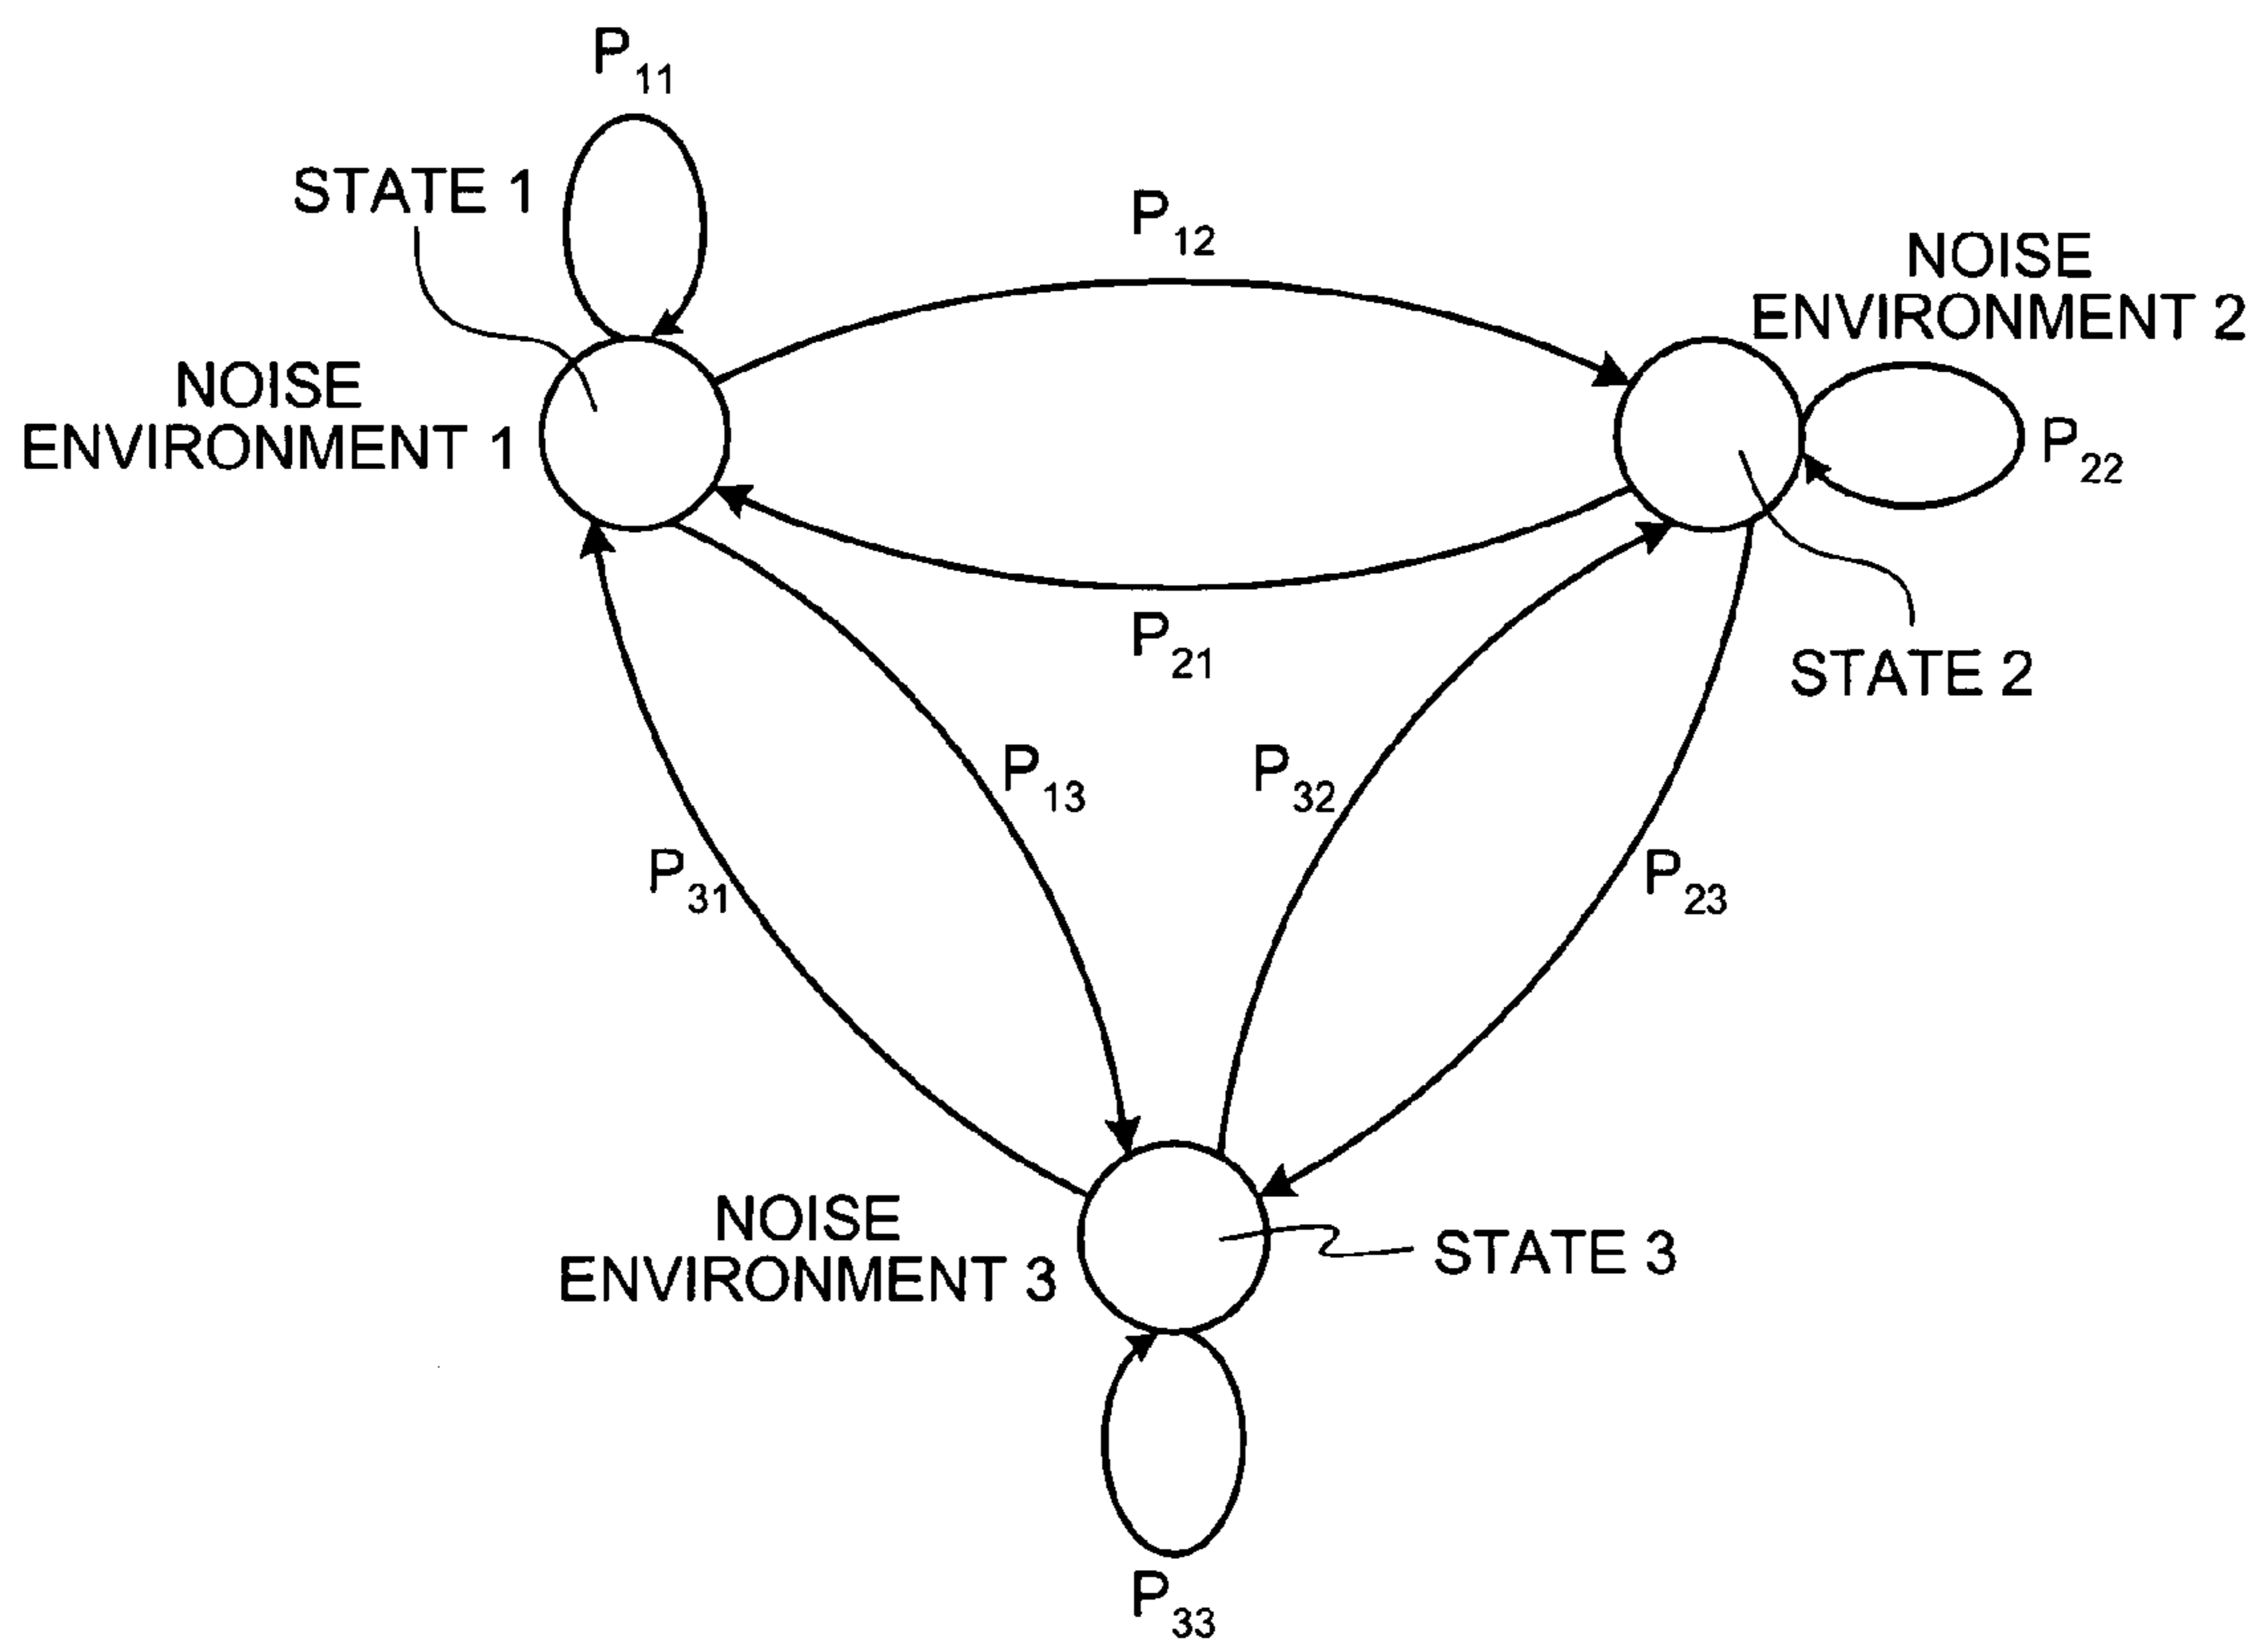 P11
STATE 1
P12
NOISE
ENVIRONMENT 2
NOISE
ENVIRONMENT 1
P22
P21
STATE 2
P13
P32
P31
P23
NOISE
ENVIRONMENT 3
STATE 3
P33